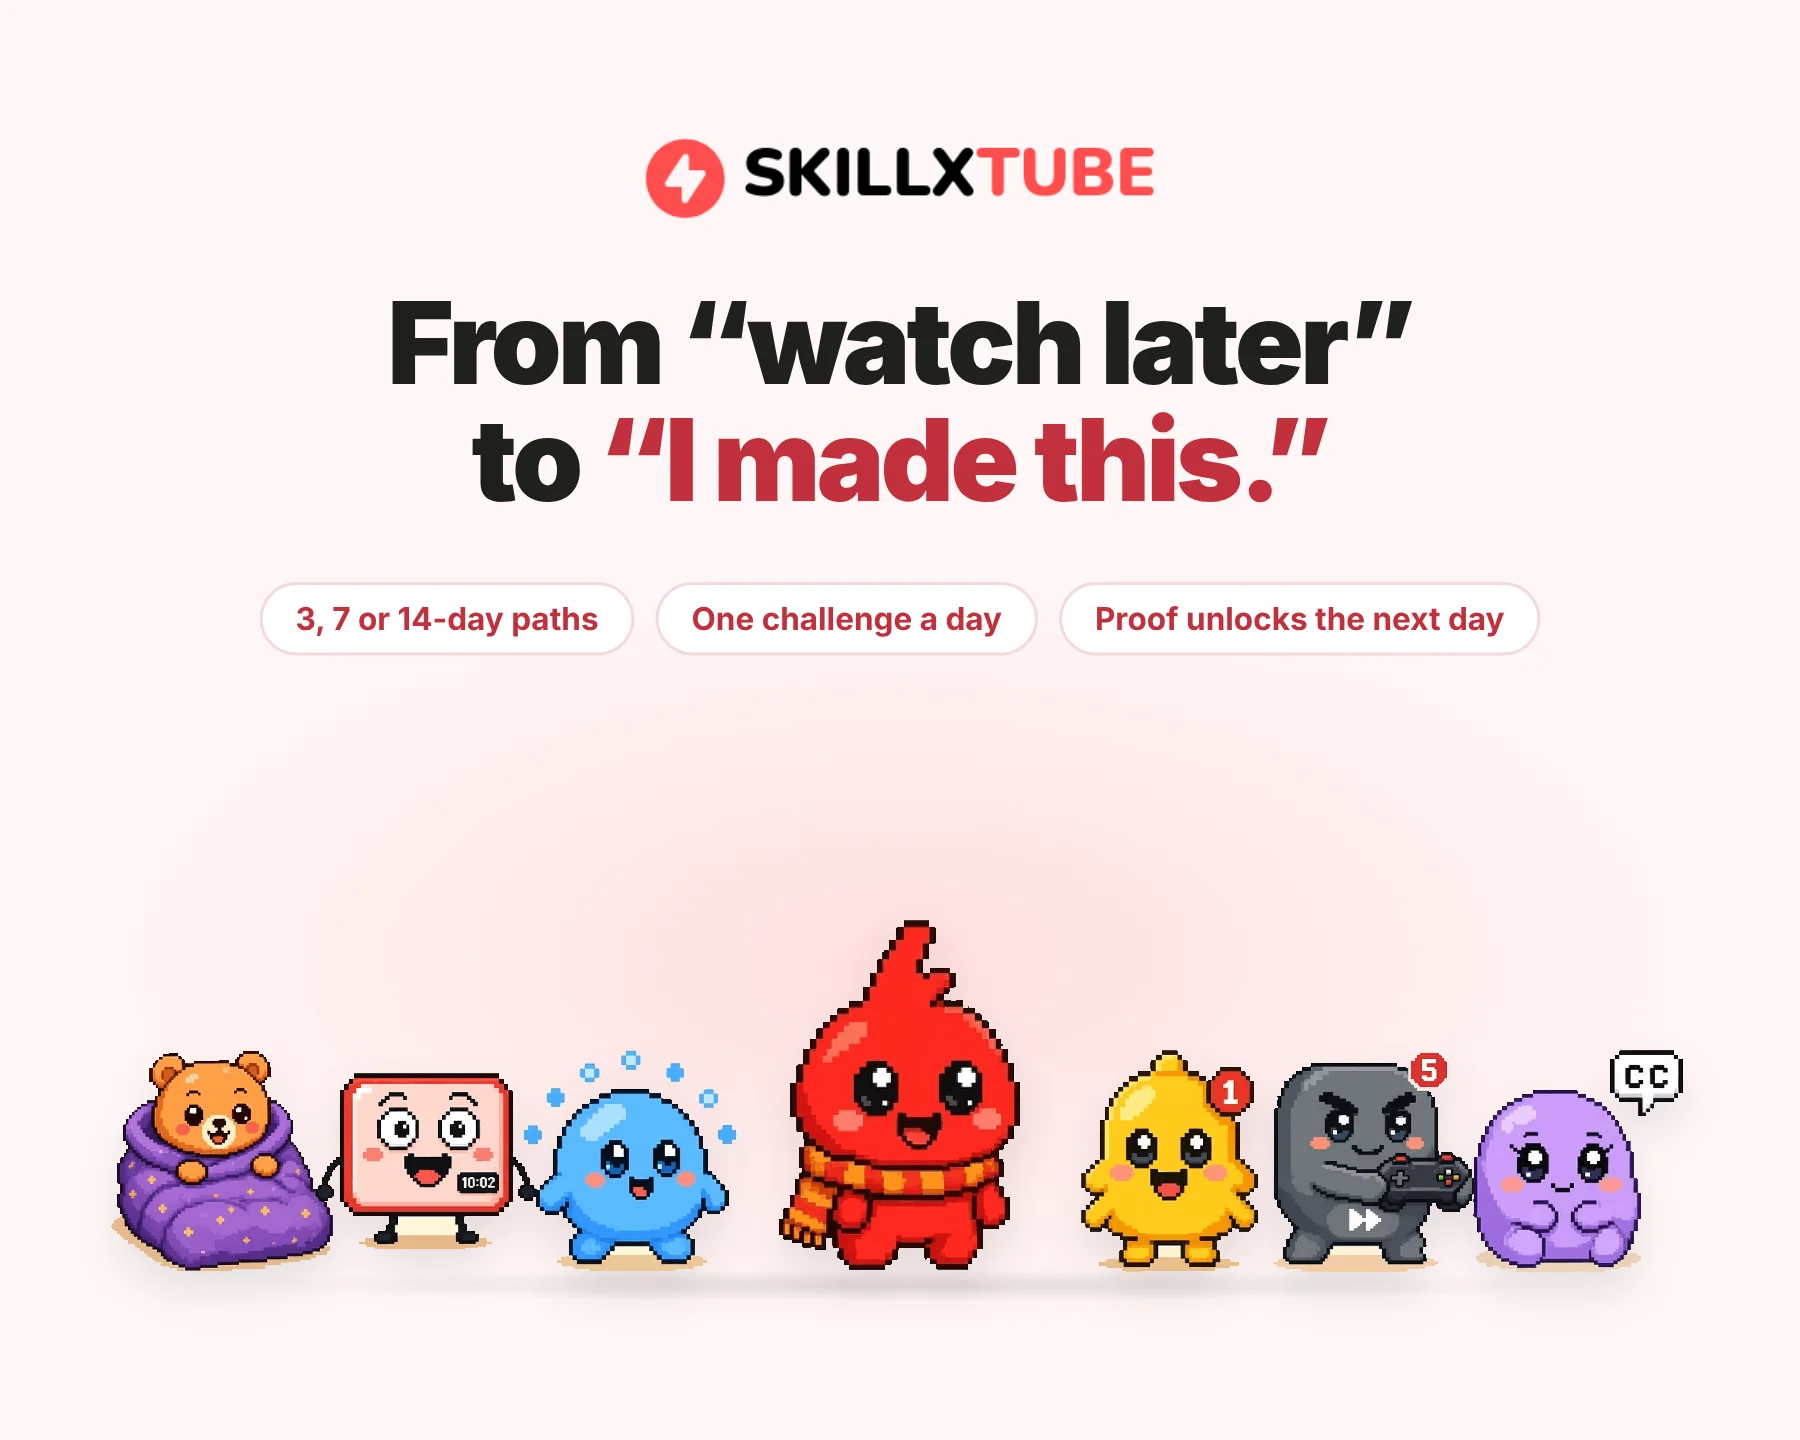 SKILLXTUBE
From “watch later”
to “I made this.”
3, 7 or 14-day paths
One challenge a day
Proof unlocks the next day
1
5
CC
10:02